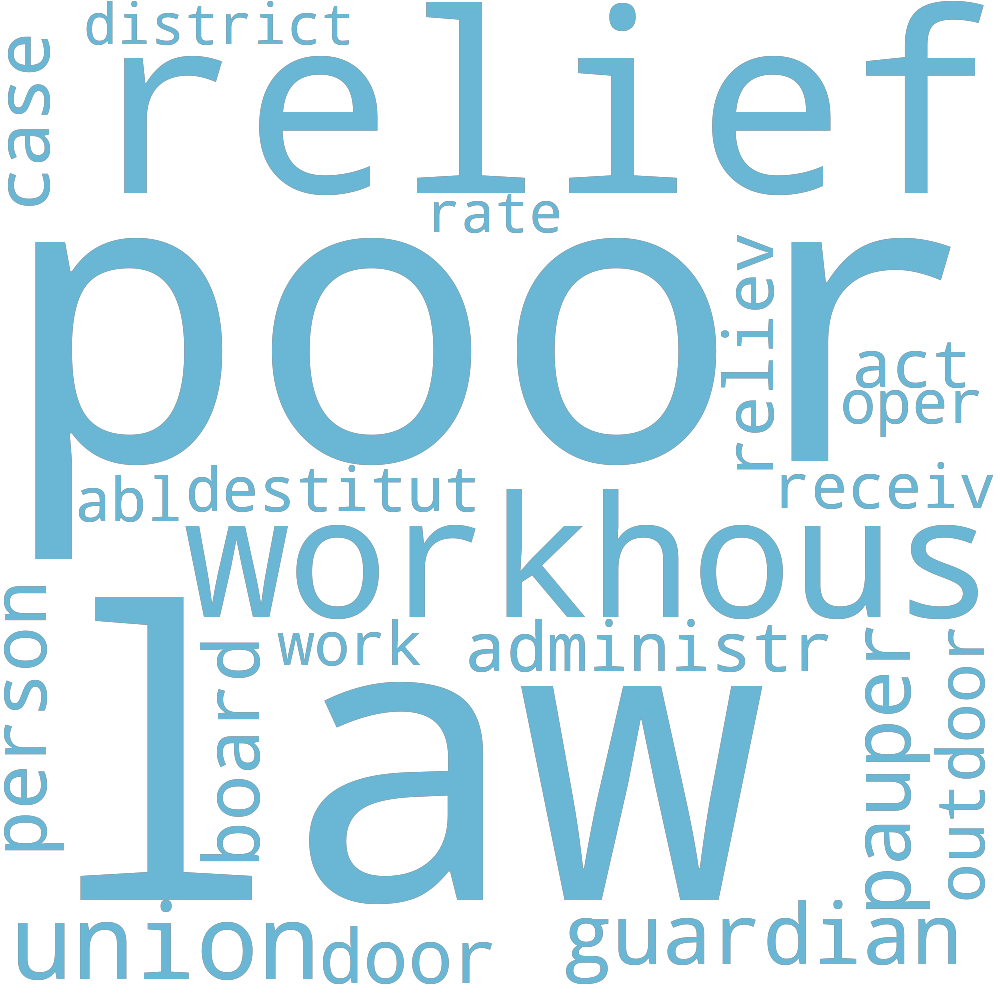 district
case
relief
rate
poor
reliev
act
oper
abl
destitut
receiv
workhous
person
work
administr
law
board
pauper
outdoor
union
door
guardian